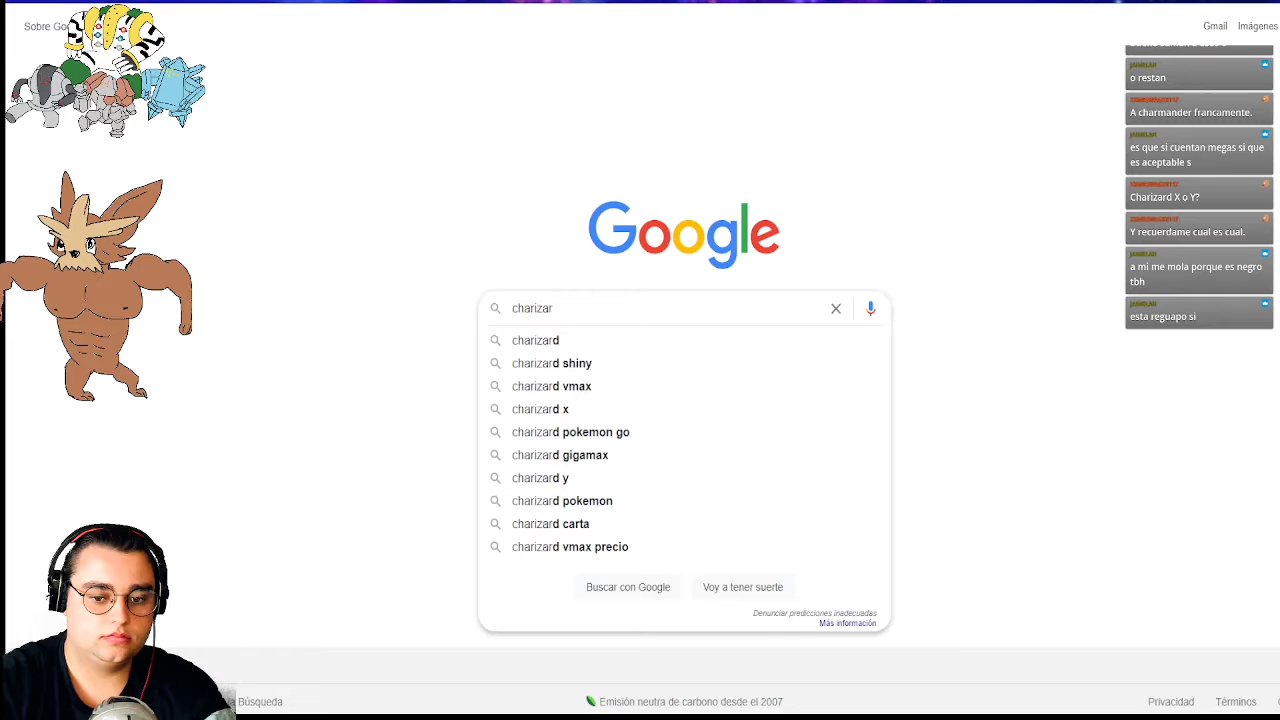 Sobre Goo
Gmail
Imágenes
o restan
A charmander francamente.
es que si cuentan megas si que
es aceptable s
Charizard X o Y?
Y recuerdame cual es cual.
a mi me mola porque es negro
tbh
esta reguapo si
Google
charizar
charizard
charizard shiny
charizard vmax
charizard x
charizard pokemon go
charizard gigamax
charizard y
charizard pokemon
charizard carta
charizard vmax precio
Buscar con Google
Voy a tener suerte
Denunciar predicciones inadecuadas
Más información
Búsqueda
Emisión neutra de carbono desde el 2007
Privacidad
Términos